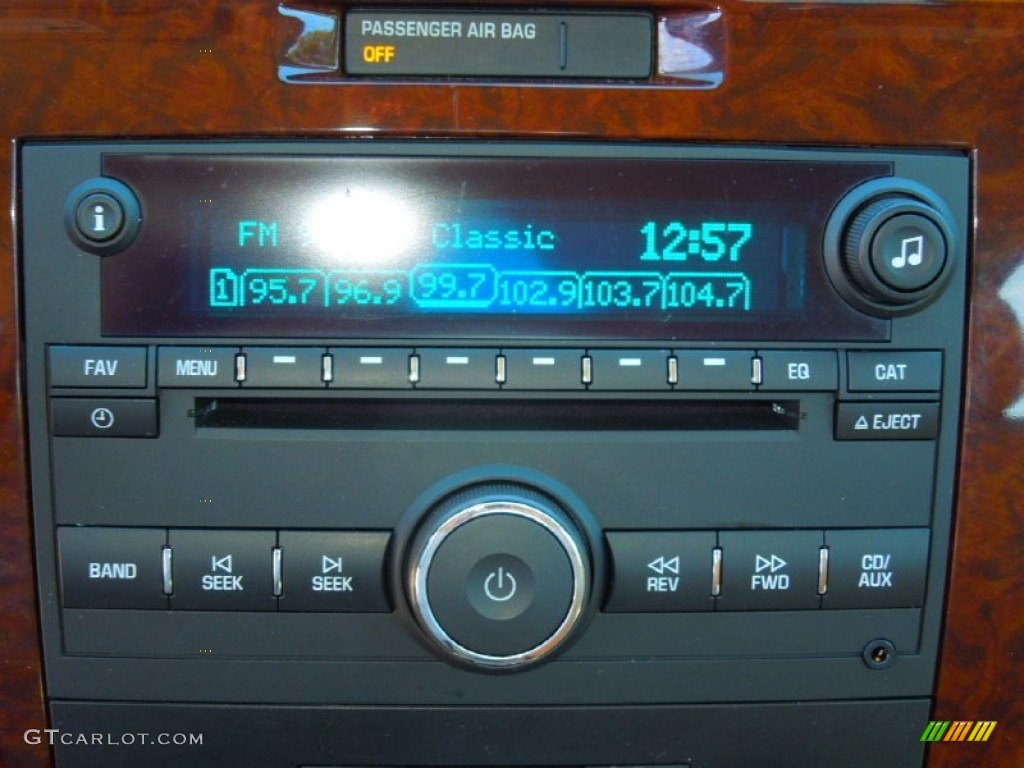 PASSENGER AIR BAG
OFF
i
FM Classic 12:57
1 95.7 96.9 99.7 102.9 103.7 104.7
FAV MENU EQ CAT
EJECT
BAND SEEK SEEK REV FWD CD/
AUX
GTCARLOT.COM